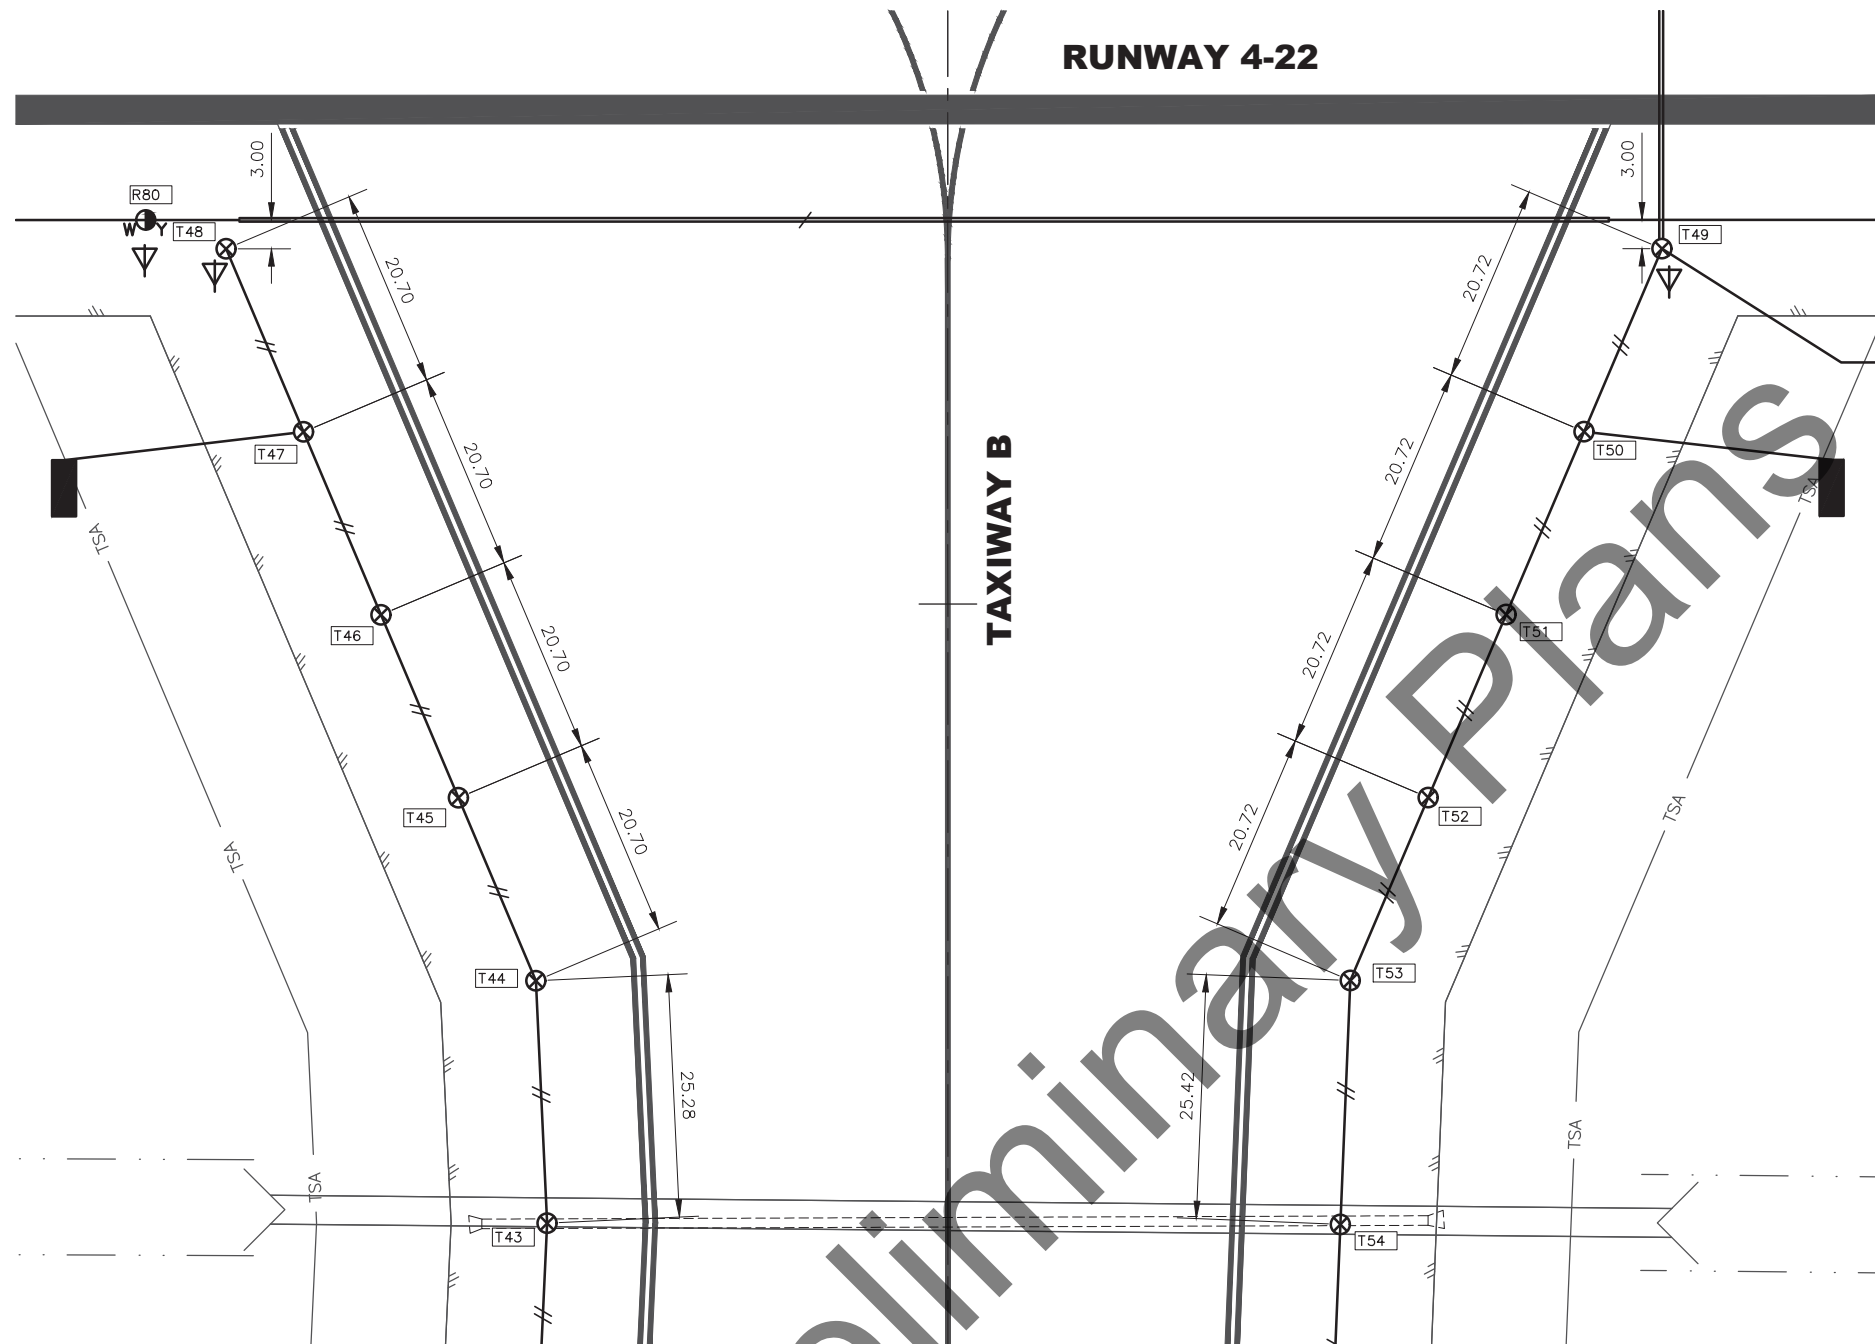 RUNWAY 4-22
3.00
3.00
R80
W Y
T48
T49
20.70
20.72
T47
T50
20.70
20.72
TAXIWAY B
TSA
TSA
T46
T51
20.70
20.72
T45
T52
20.70
20.72
TSA
TSA
T44
T53
25.28
25.42
TSA
TSA
T43
T54
eliminary Plans